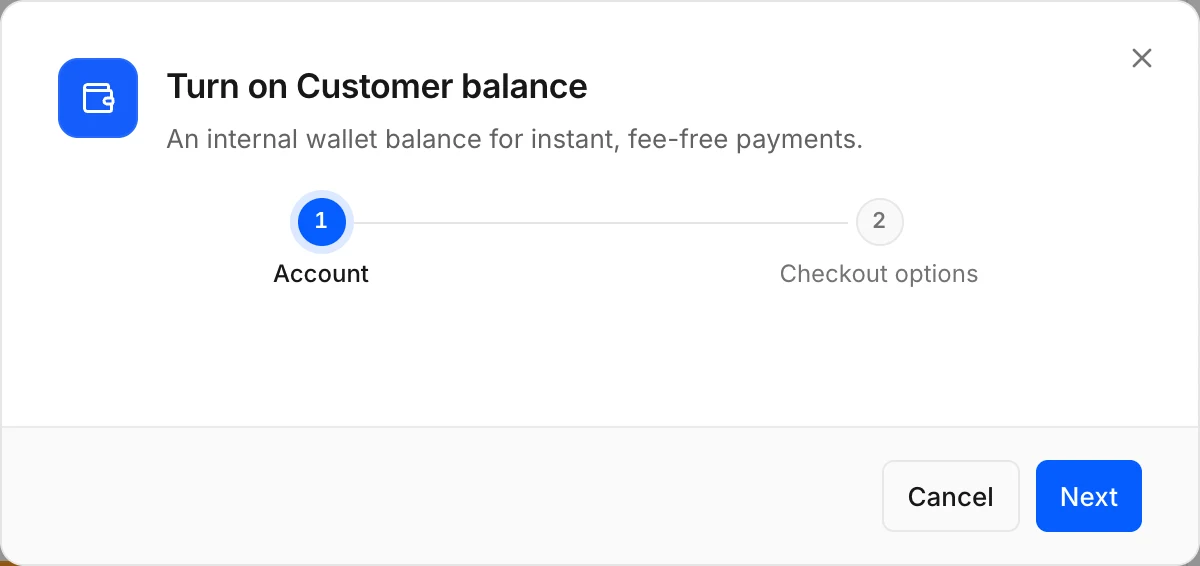 Turn on Customer balance
An internal wallet balance for instant, fee-free payments.
1
2
Account
Checkout options
Cancel
Next